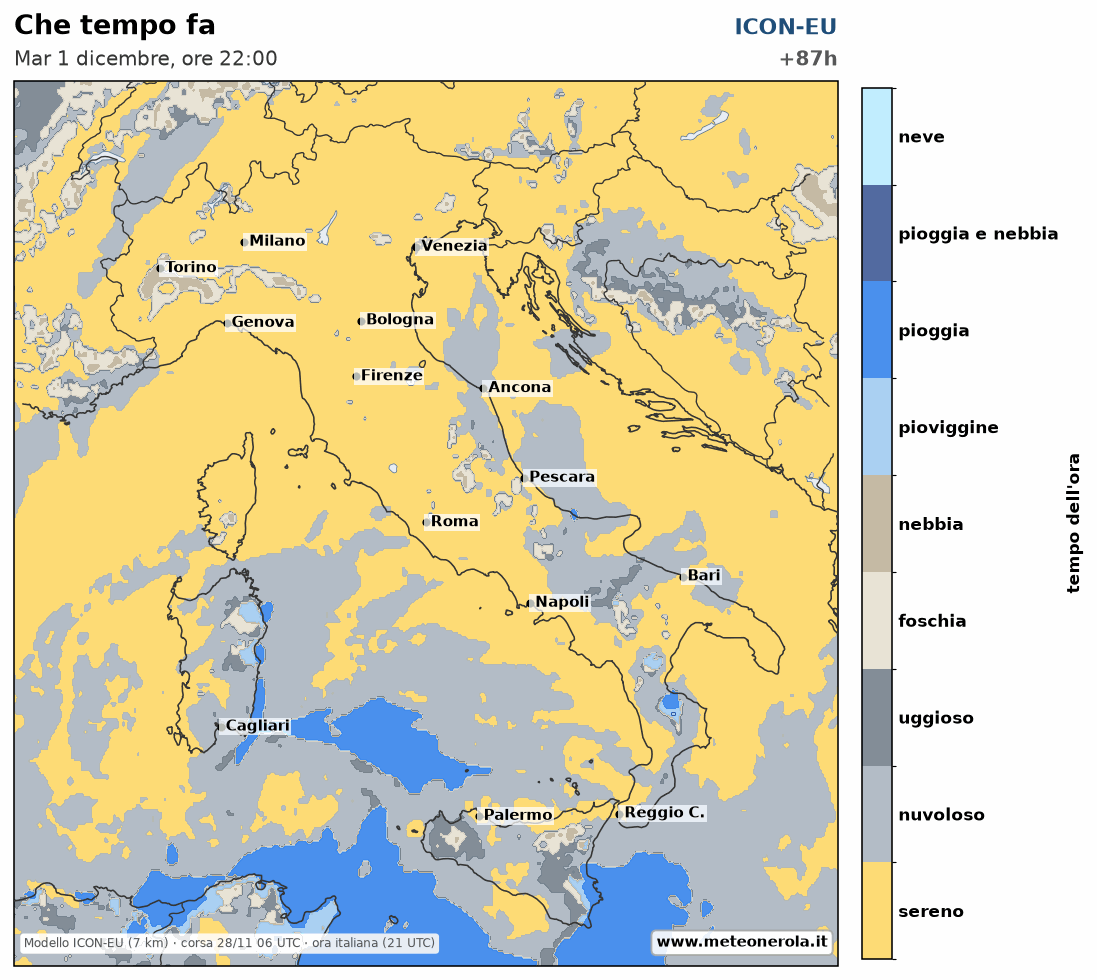 Che tempo fa
ICON-EU
Mar 1 dicembre, ore 22:00
+87h
neve
pioggia e nebbia
pioggia
pioviggine
nebbia
foschia
uggioso
nuvoloso
sereno
tempo dell'ora
Milano
Venezia
Torino
Genova
Bologna
Firenze
Ancona
Pescara
Roma
Bari
Napoli
Cagliari
Palermo
Reggio C.
Modello ICON-EU (7 km) · corsa 28/11 06 UTC · ora italiana (21 UTC)
www.meteonerola.it